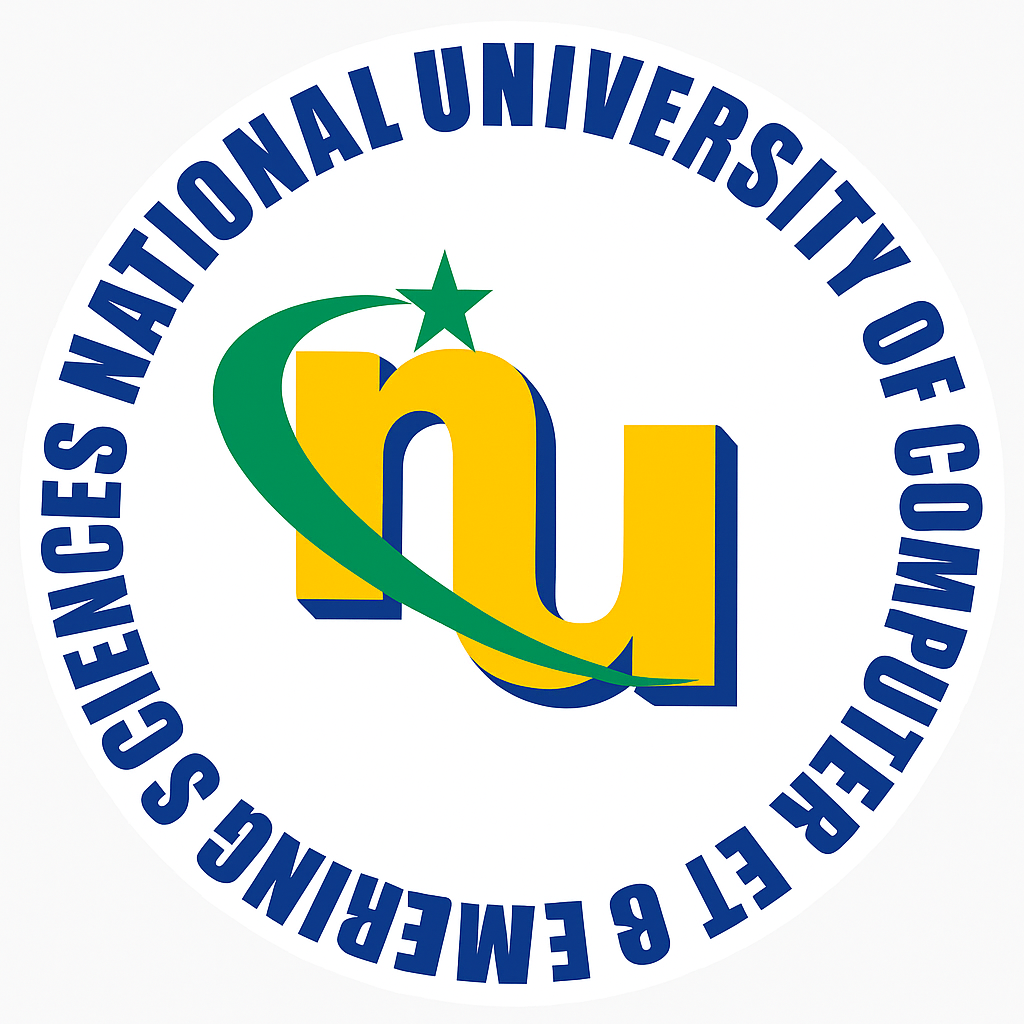 NATIONAL UNIVERSITY OF COMPUTER ET & EMERING SCIENCES
nu